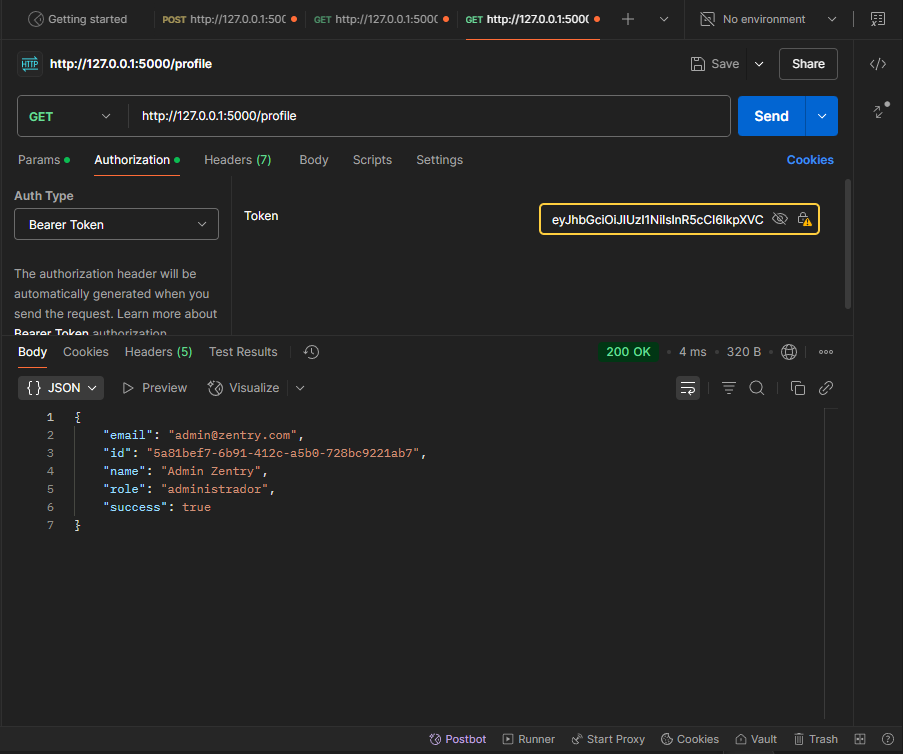 Getting started
POST http://127.0.0.1:500
GET http://127.0.0.1:500
GET http://127.0.0.1:5000
No environment
HTTP
http://127.0.0.1:5000/profile
Save
Share
GET
http://127.0.0.1:5000/profile
Send
Params
Authorization
Headers (7)
Body
Scripts
Settings
Cookies
Auth Type
Bearer Token
Token
eyJhbGciOiJIUzI1NiIsInR5cCI6IkpXVC
The authorization header will be
automatically generated when you
send the request. Learn more about
Bearer Token authorization
Body
Cookies
Headers (5)
Test Results
200 OK
4 ms
320 B
{} JSON
Preview
Visualize
1 {
2 "email": "admin@zentry.com",
3 "id": "5a81bef7-6b91-412c-a5b0-728bc9221ab7",
4 "name": "Admin Zentry",
5 "role": "administrador",
6 "success": true
7 }
Postbot
Runner
Start Proxy
Cookies
Vault
Trash